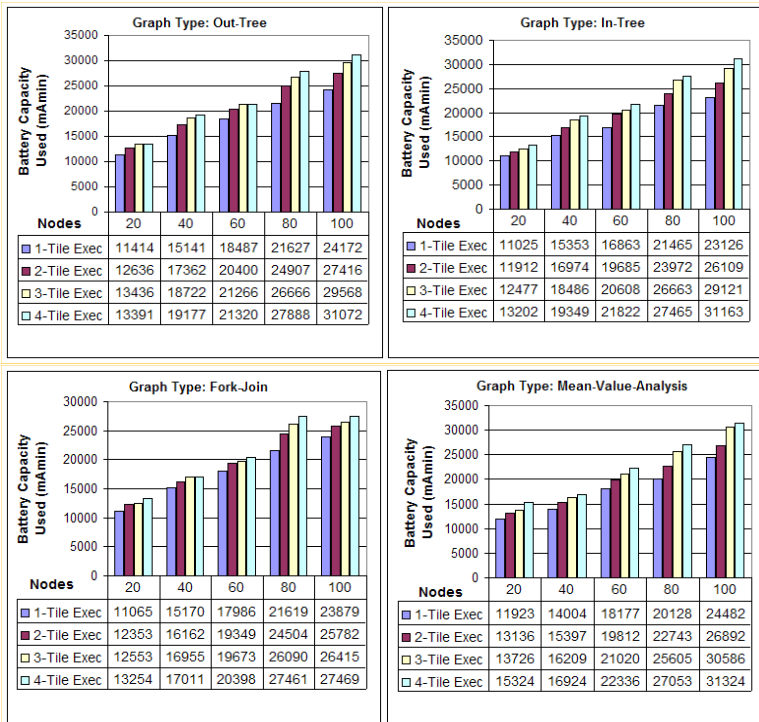 Graph Type: Out-Tree
Battery Capacity
Used (mAmin)
35000
30000
25000
20000
15000
10000
5000
0
Nodes 20 40 60 80 100
1-Tile Exec 11414 15141 18487 21627 24172
2-Tile Exec 12636 17362 20400 24907 27416
3-Tile Exec 13436 18722 21266 26666 29568
4-Tile Exec 13391 19177 21320 27888 31072
Graph Type: In-Tree
Battery Capacity
Used (mAmin)
35000
30000
25000
20000
15000
10000
5000
0
Nodes 20 40 60 80 100
1-Tile Exec 11025 15353 16863 21465 23126
2-Tile Exec 11912 16974 19685 23972 26109
3-Tile Exec 12477 18486 20608 26663 29121
4-Tile Exec 13202 19349 21822 27465 31163
Graph Type: Fork-Join
Battery Capacity
Used (mAmin)
30000
25000
20000
15000
10000
5000
0
Nodes 20 40 60 80 100
1-Tile Exec 11065 15170 17986 21619 23879
2-Tile Exec 12353 16162 19349 24504 25782
3-Tile Exec 12553 16955 19673 26090 26415
4-Tile Exec 13254 17011 20398 27461 27469
Graph Type: Mean-Value-Analysis
Battery Capacity
Used (mAmin)
35000
30000
25000
20000
15000
10000
5000
0
Nodes 20 40 60 80 100
1-Tile Exec 11923 14004 18177 20128 24482
2-Tile Exec 13136 15397 19812 22743 26892
3-Tile Exec 13726 16209 21020 25605 30586
4-Tile Exec 15324 16924 22336 27053 31324